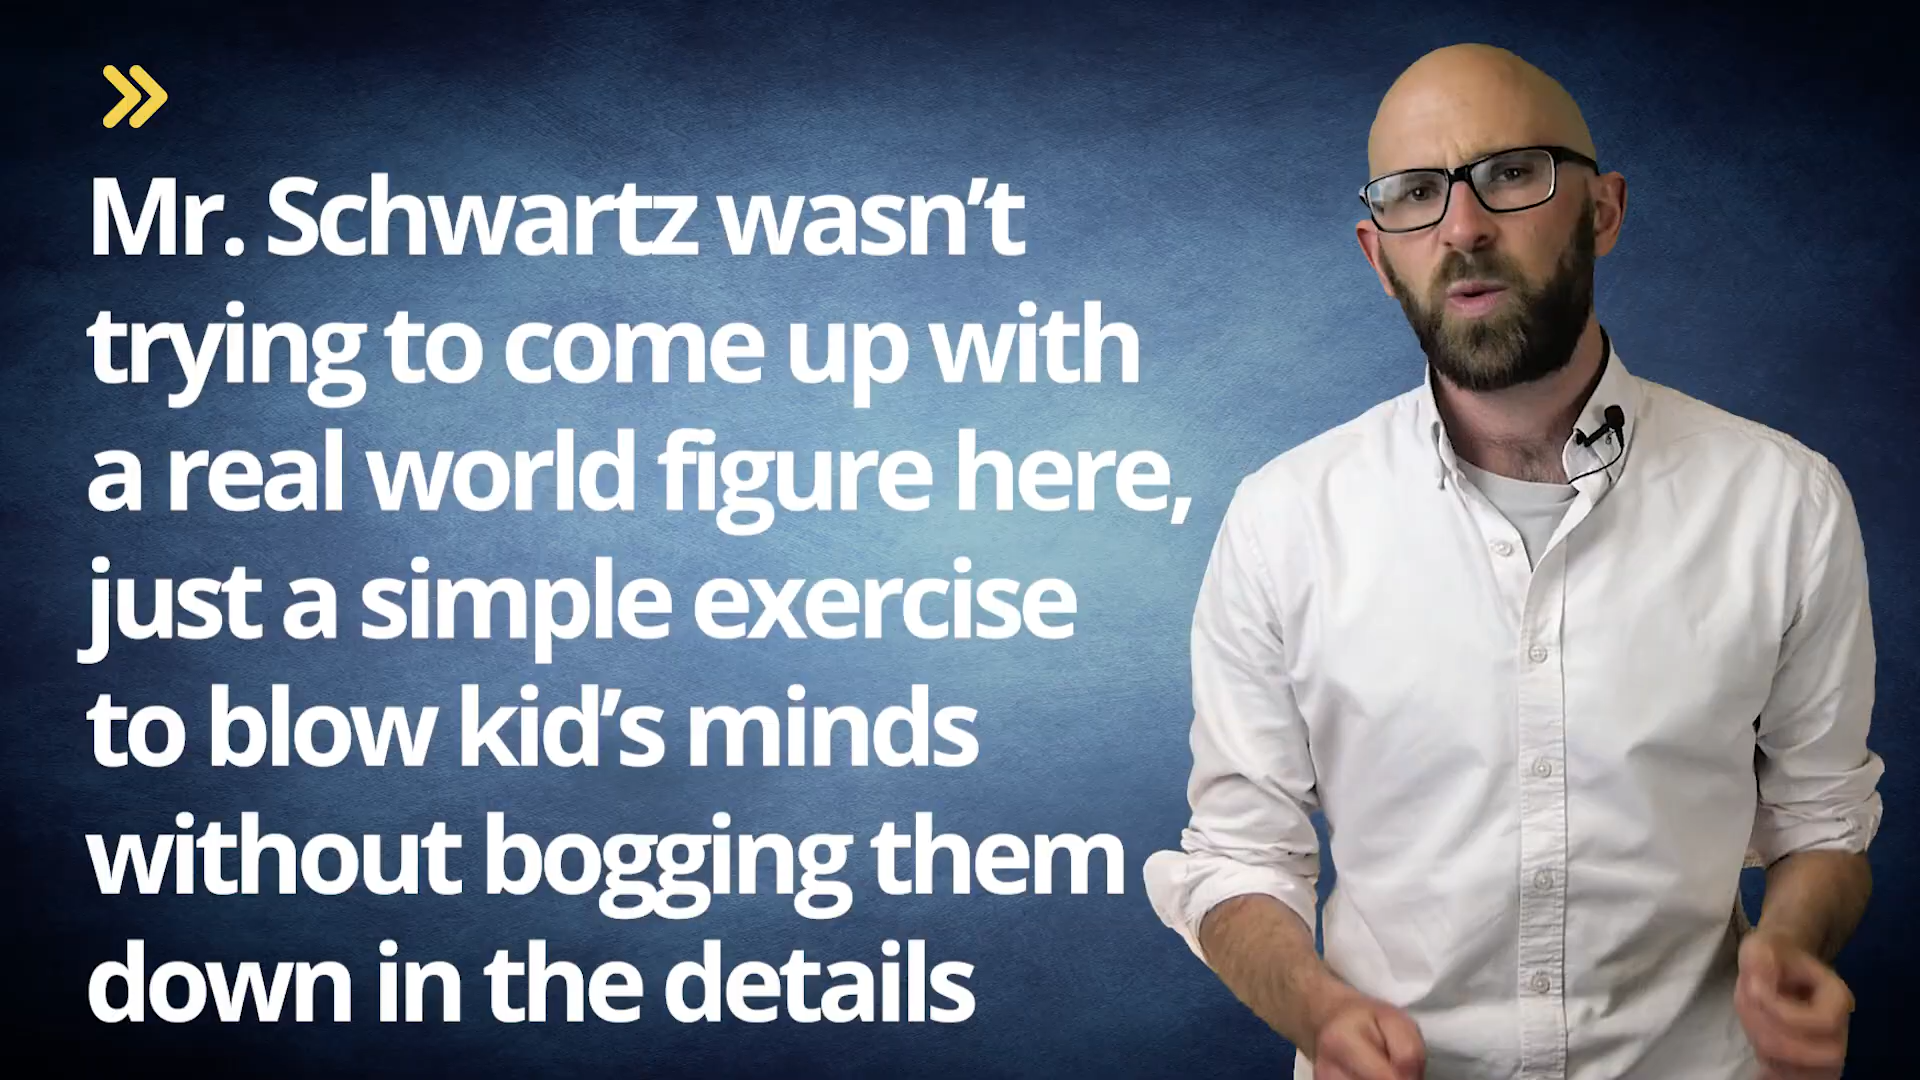 Mr. Schwartz wasn’t
trying to come up with
a real world figure here,
just a simple exercise
to blow kid’s minds
without bogging them
down in the details